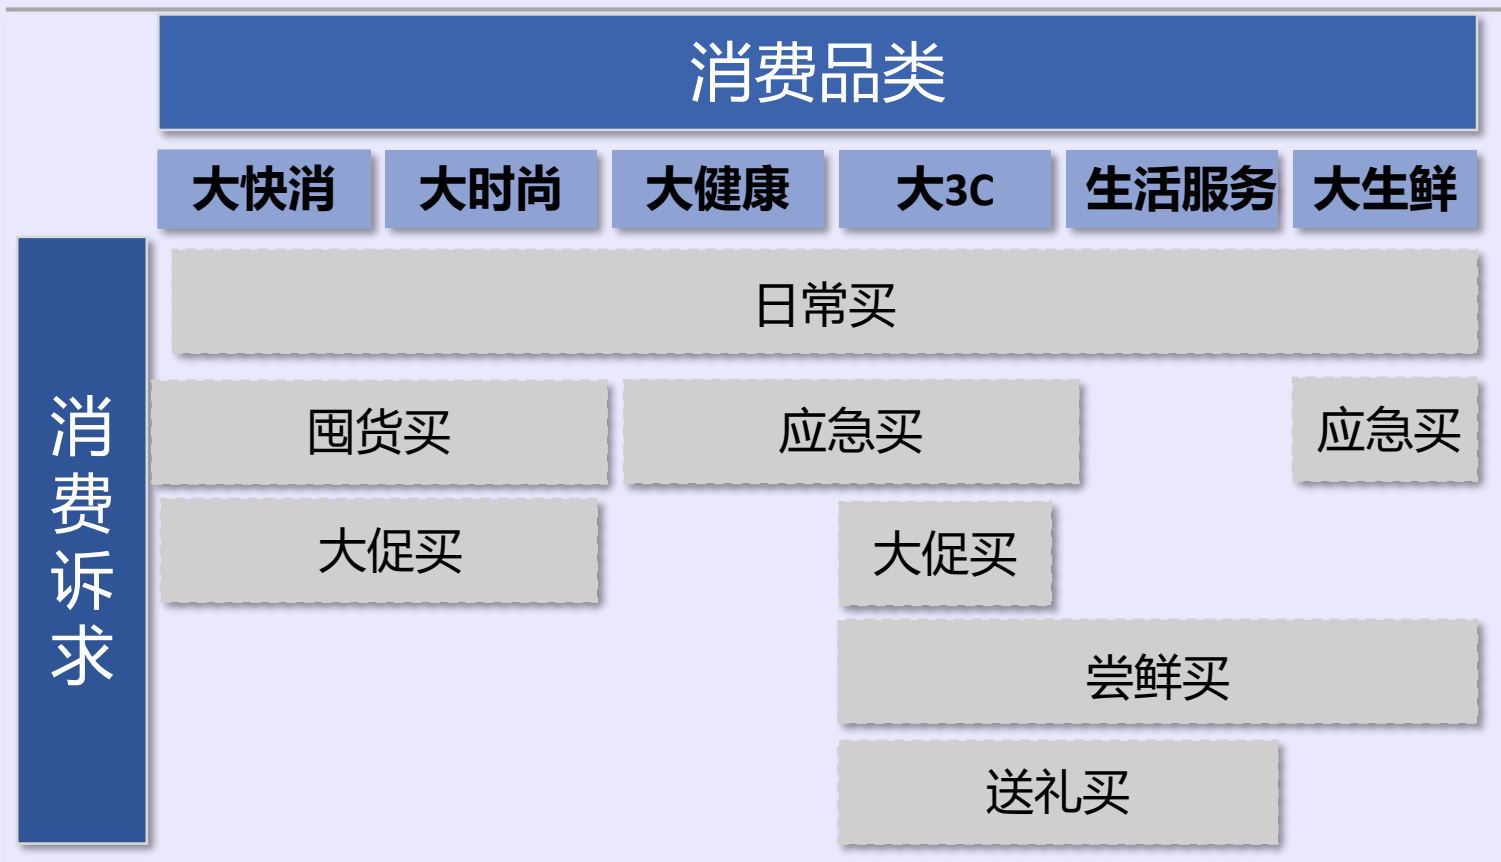 消费品类
大快消 大时尚 大健康 大3C 生活服务 大生鲜
消费诉求
日常买
囤货买 应急买 应急买
大促买 大促买
尝鲜买
送礼买